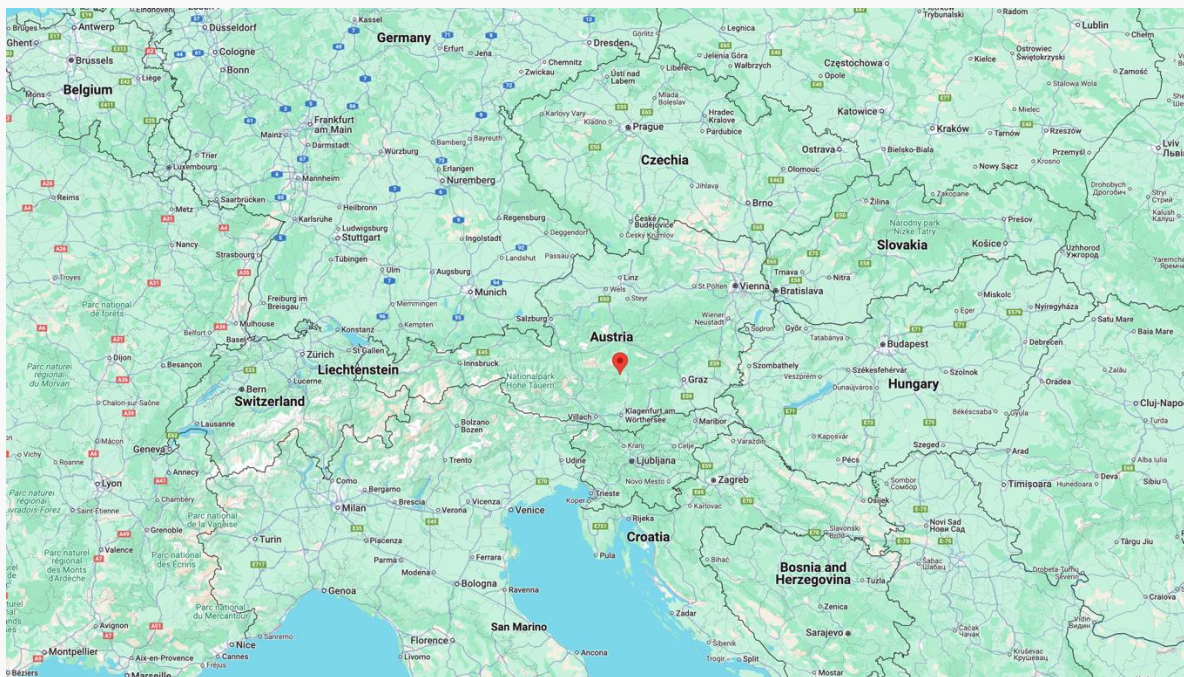 Bruges
Antwerp
Düsseldorf
Kassel
Leipzig
Görlitz
Legnica
Piotrków
Trybunalski
Radom
Lublin
Chełm
Ghent
Brussels
Cologne
Bonn
Germany
Erfurt
Jena
Chemnitz
Zwickau
Dresden
Jelenia Góra
Wałbrzych
Opole
Częstochowa
Kielce
Ostrowiec
Świętokrzyski
Stalowa Wola
Zamość
Liège
Mons
Belgium
Frankfurt
am Main
Mainz
Darmstadt
Würzburg
Bamberg
Bayreuth
Karlovy Vary
Ústí nad
Labem
Liberec
Mlada
Boleslav
Kladno
Prague
Hradec
Kralove
Pardubice
Katowice
Kraków
Mielec
Tarnów
Rzeszów
Przemyśl
Lviv
Львів
Luxembourg
Trier
Mannheim
Erlangen
Nuremberg
Czechia
Ostrava
Olomouc
Bielsko-Biala
Nowy Sącz
Krosno
Reims
Metz
Saarbrücken
Karlsruhe
Heilbronn
Ludwigsburg
Stuttgart
Regensburg
Jihlava
Brno
Žilina
Zakopane
Národny park
Nízke Tatry
Prešov
Drohobych
Дрогобич
Stryi
Стрий
Kalush
Калуш
Nancy
Strasbourg
Tübingen
Ulm
Augsburg
Ingolstadt
Landshut
Deggendorf
Passau
České
Budějovice
Český Krumlov
Slovakia
Košice
Uzhhorod
Ужгород
Troyes
Parc national
de forêts
Freiburg im
Breisgau
Memmingen
Munich
Linz
Wels
Steyr
St.Pölten
Vienna
Bratislava
Trnava
Nitra
Miskolc
Nyíregyháza
Satu Mare
Baia Mare
Mulhouse
Belfort
Basel
Konstanz
Kempten
Salzburg
Wiener
Neustadt
Sopron
Győr
Tatabánya
Eger
Debrecen
Dijon
Besançon
Zürich
St Gallen
Lucerne
Liechtenstein
Innsbruck
Nationalpark
Hohe Tauern
Austria
Graz
Szombathely
Veszprém
Székesfehérvár
Dunaújváros
Budapest
Szolnok
Oradea
Zalău
Parc naturel
régional du
Morvan
Chalon-sur-Saône
Bern
Switzerland
Lausanne
Bolzano
Bozen
Villach
Klagenfurt am
Wörthersee
Maribor
Hungary
Békéscsaba
Gyula
Cluj-Napoca
Turda
Mâcon
Geneva
Annecy
Trento
Udine
Kranj
Celje
Ljubljana
Novo Mesto
Varaždin
Kaposvár
Pécs
Szeged
Arad
Alba Iulia
Deva
Hunedoara
Sibiu
Vichy
Roanne
Lyon
Chambéry
Como
Bergamo
Milan
Brescia
Verona
Vicenza
Venice
Trieste
Koper
Rijeka
Zagreb
Karlovac
Osijek
Sombor
Сомбор
Timișoara
Saint-Étienne
Grenoble
Parc national
de la Vanoise
Turin
Piacenza
Parma
Modena
Ferrara
Bologna
Ravenna
Pula
Croatia
Slavonski
Brod
Novi Sad
Нови Сад
Valence
Parc naturel
régional
des Monts
d'Ardèche
Parc national
des Écrins
Genoa
Bihać
Bosnia and
Herzegovina
Tuzla
Šabac
Шабац
Drobeta-Turnu
Severin
Târgu Jiu
Craiova
Avignon
Parc national
du Mercantour
Sanremo
Nice
Cannes
Fréjus
Florence
Livorno
San Marino
Ancona
Zadar
Šibenik
Trogir
Split
Zenica
Sarajevo
Mostar
Čačak
Чачак
Kruševac
Крушевац
Vidin
Видин
Montpellier
Béziers
Aix-en-Provence
Marseille